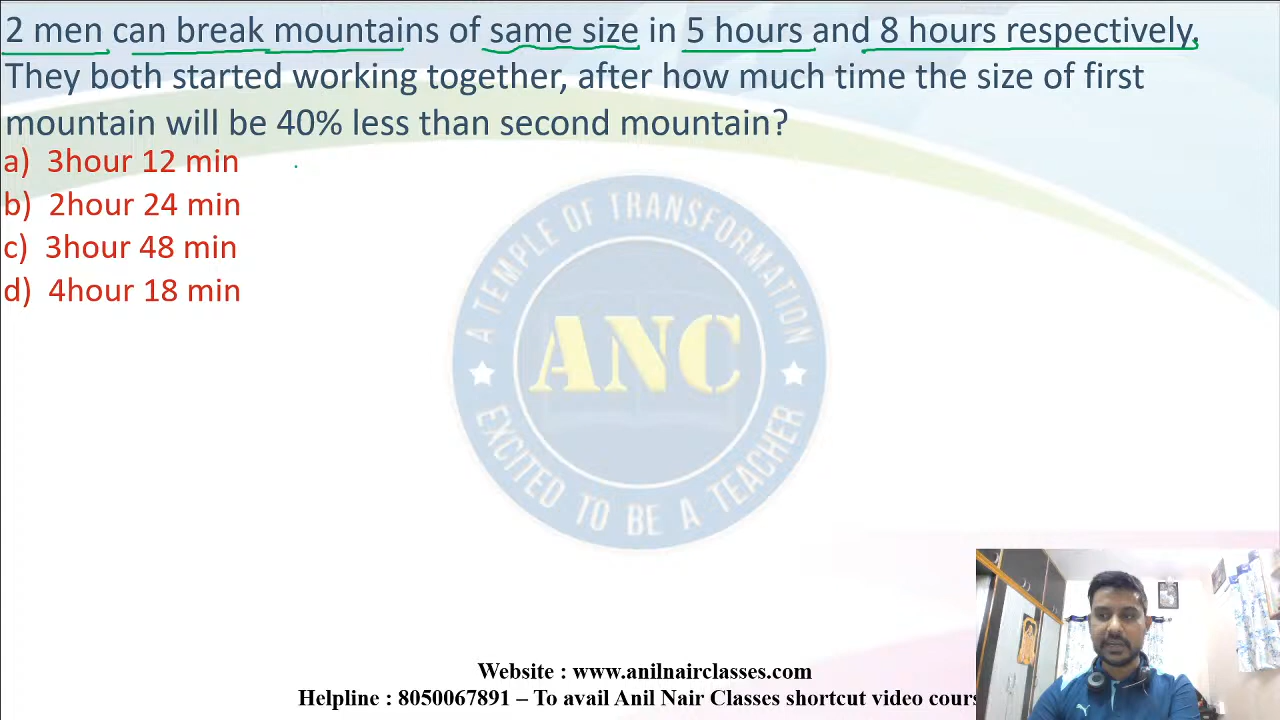 2 men can break mountains of same size in 5 hours and 8 hours respectively.
They both started working together, after how much time the size of first
mountain will be 40% less than second mountain?
a) 3hour 12 min
b) 2hour 24 min
c) 3hour 48 min
d) 4hour 18 min
A TEMPLE OF TRANSFORMATION
ANC
EXCITED TO BE A TEACHER
Website : www.anilnairclasses.com
Helpline : 8050067891 – To avail Anil Nair Classes shortcut video cours